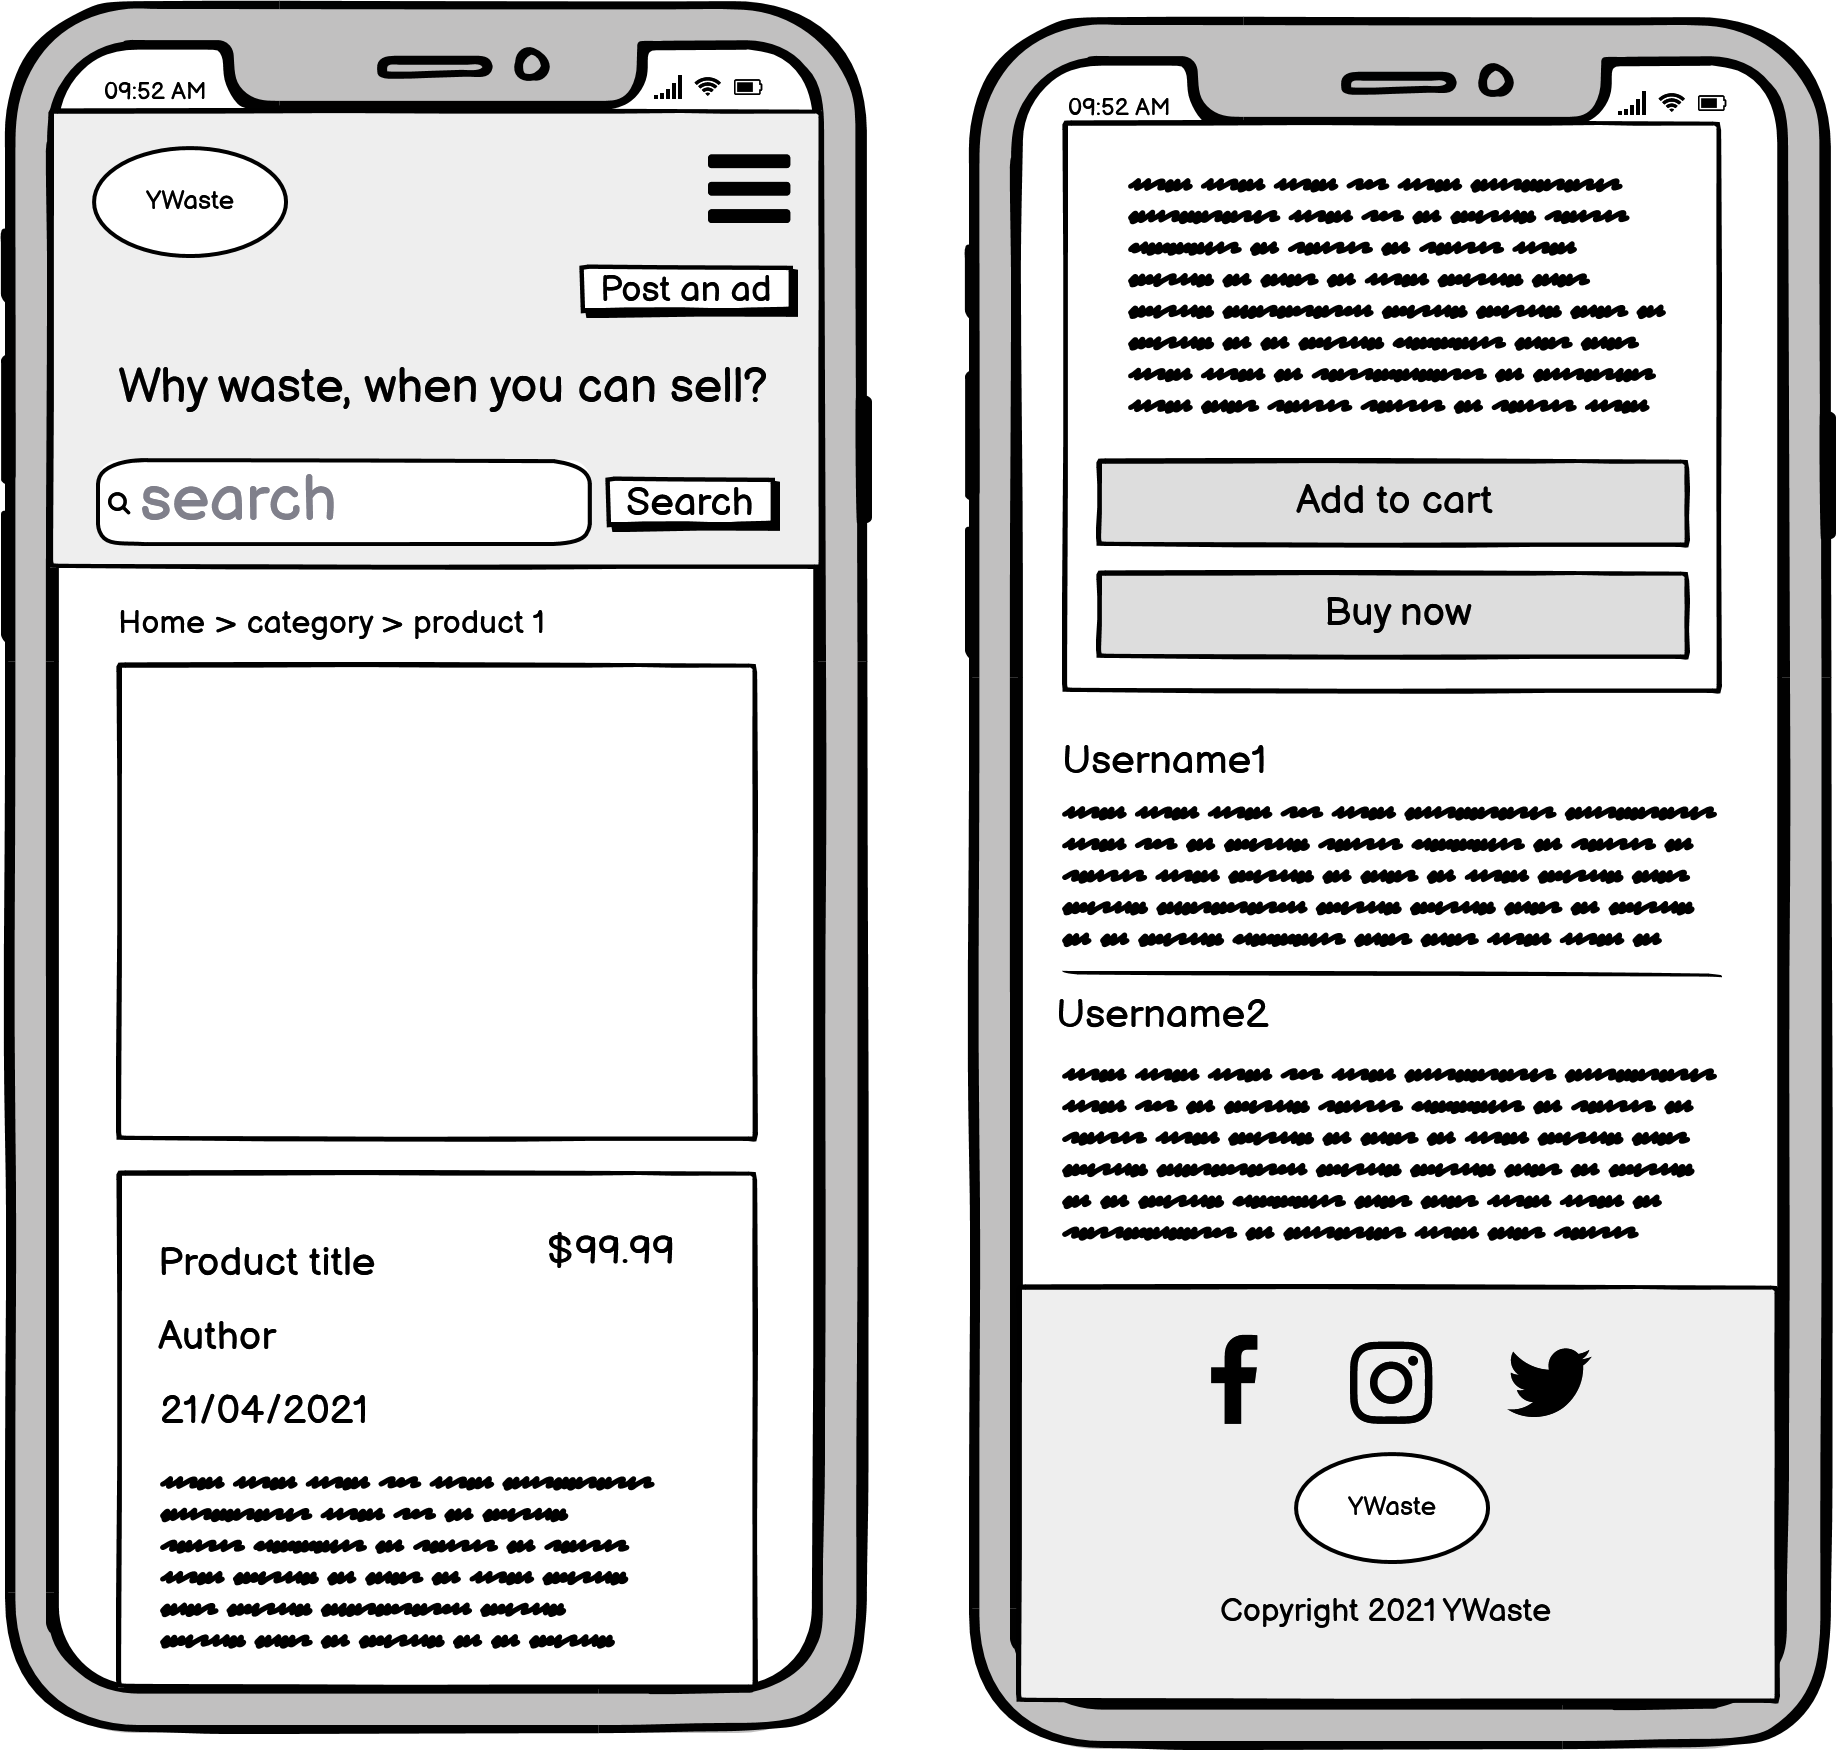 09:52 AM
YWaste
Post an ad
Why waste, when you can sell?
search
Search
Home > category > product 1
Product title
$99.99
Author
21/04/2021
09:52 AM
Add to cart
Buy now
Username1
Username2
YWaste
Copyright 2021 YWaste